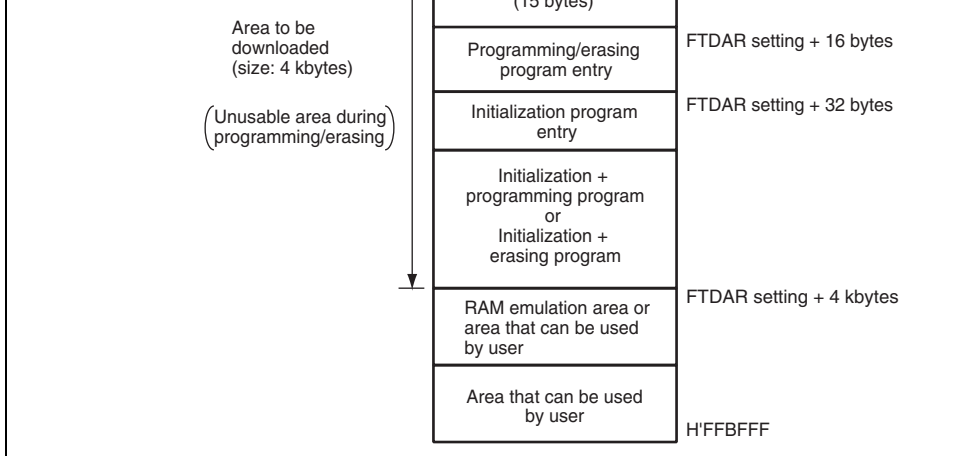 (15 bytes)
Area to be
downloaded
(size: 4 kbytes)
(Unusable area during
programming/erasing)
Programming/erasing
program entry
FTDAR setting + 16 bytes
Initialization program
entry
FTDAR setting + 32 bytes
Initialization +
programming program
or
Initialization +
erasing program
FTDAR setting + 4 kbytes
RAM emulation area or
area that can be used
by user
Area that can be used
by user
H'FFBFFF